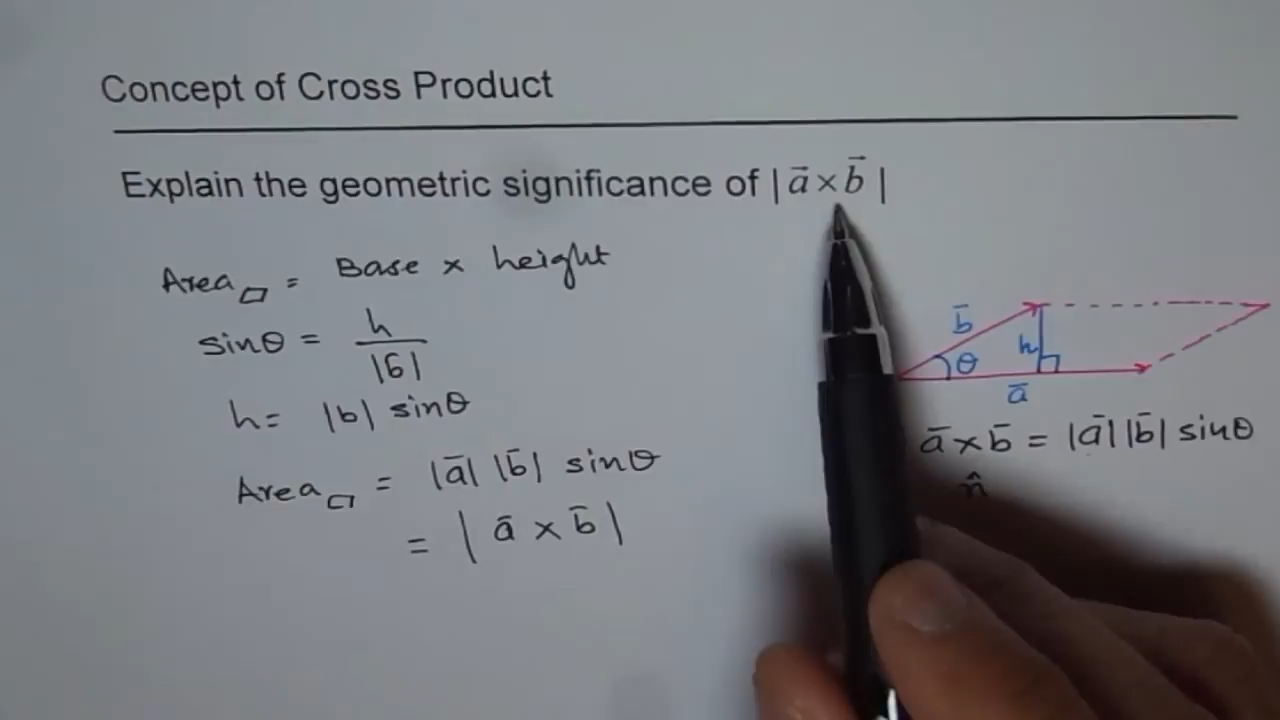 Concept of Cross Product
Explain the geometric significance of |a⃗×b⃗|
Area▱ = Base × height
sinθ = h/|b̄|
h = |b| sinθ
Area▱ = |ā| |b̄| sinθ
= |ā × b̄|
b̄
h
θ
ā
ā × b̄ = |ā| |b̄| sinθ
n̂